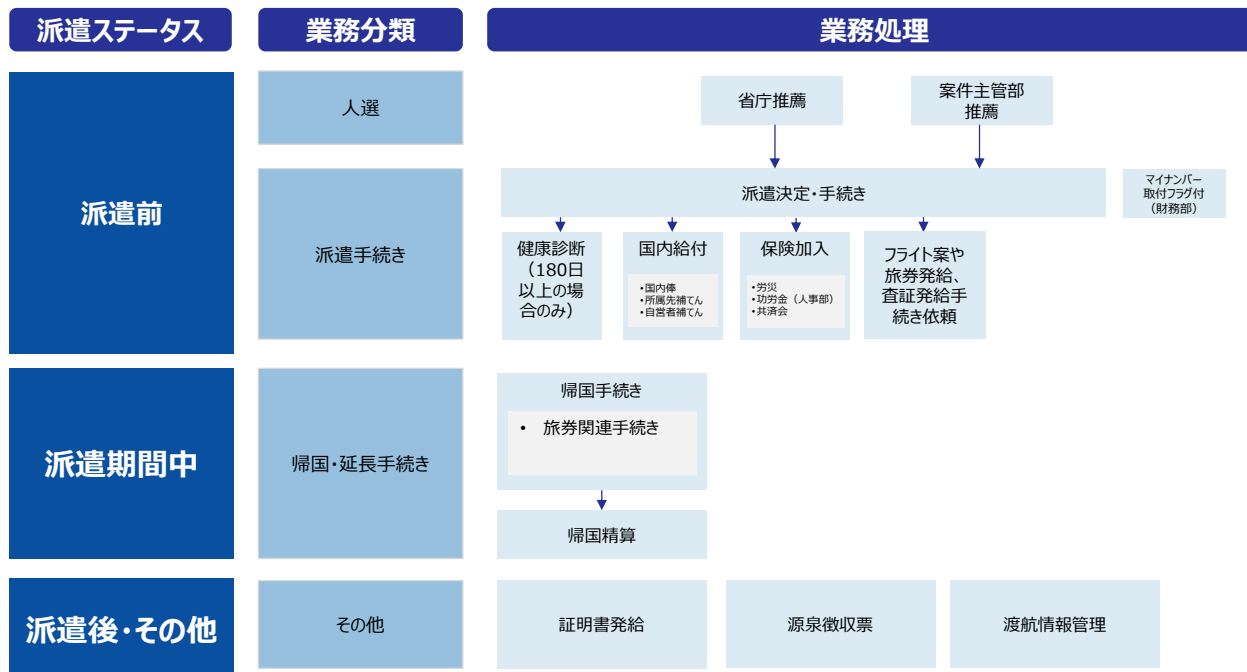 派遣ステータス
業務分類
業務処理
派遣前
人選
省庁推薦
案件主管部
推薦
派遣手続き
派遣決定・手続き
マイナンバー
取付フラグ付
（財務部）
健康診断
（180日
以上の場
合のみ）
国内給付
・国内俸
・所属先補てん
・自営者補てん
保険加入
・労災
・功労金（人事部）
・共済会
フライト案や
旅券発給、
査証発給手
続き依頼
派遣期間中
帰国・延長手続き
帰国手続き
• 旅券関連手続き
帰国精算
派遣後・その他
その他
証明書発給
源泉徴収票
渡航情報管理